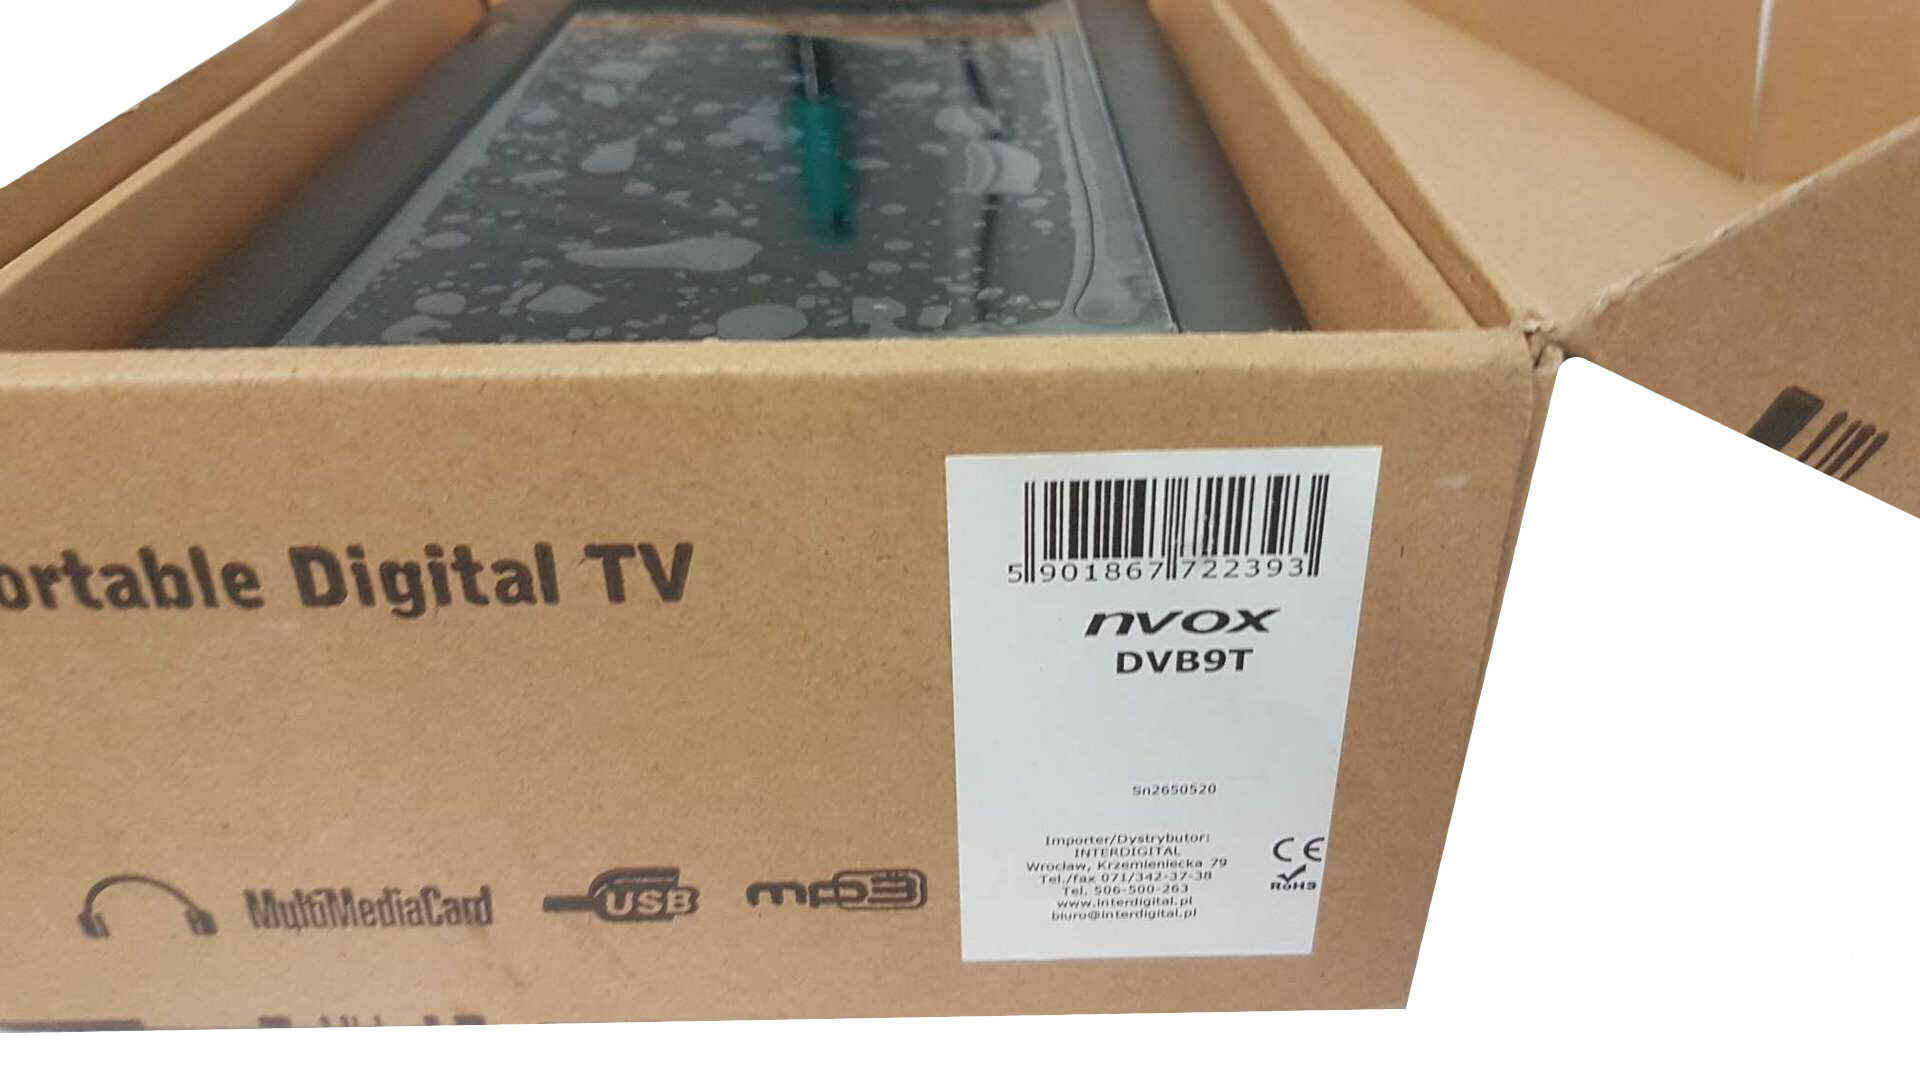 ortable Digital TV
MultiMediaCard
USB
mp3
5 901867 722393
nvox
DVB9T
Sn2650520
Importer/Dystrybutor:
INTERDIGITAL
Wrocław, Krzemieniecka 79
Tel./fax 071/342-37-38
Tel. 506-500-263
www.interdigital.pl
biuro@interdigital.pl
CE
RoHS